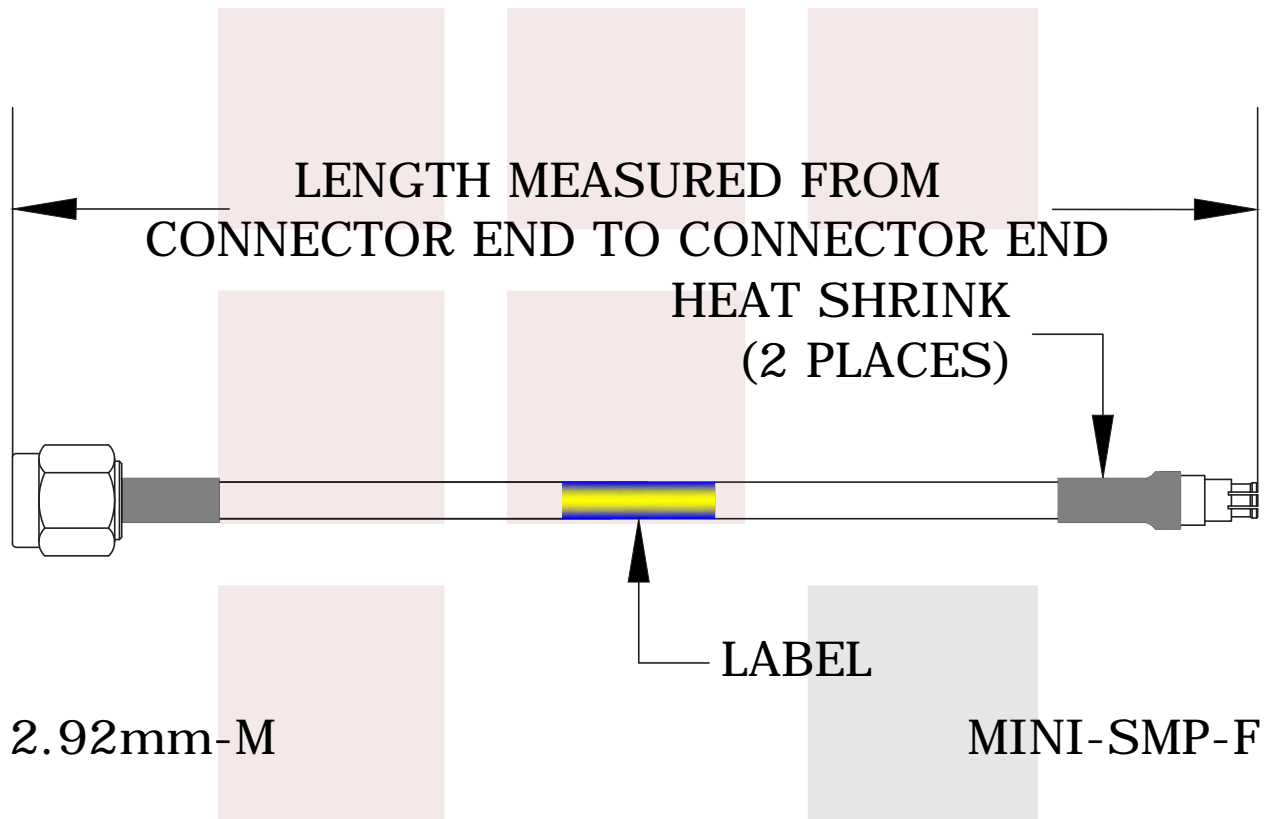 LENGTH MEASURED FROM
CONNECTOR END TO CONNECTOR END
HEAT SHRINK
(2 PLACES)
LABEL
2.92mm-M
MINI-SMP-F